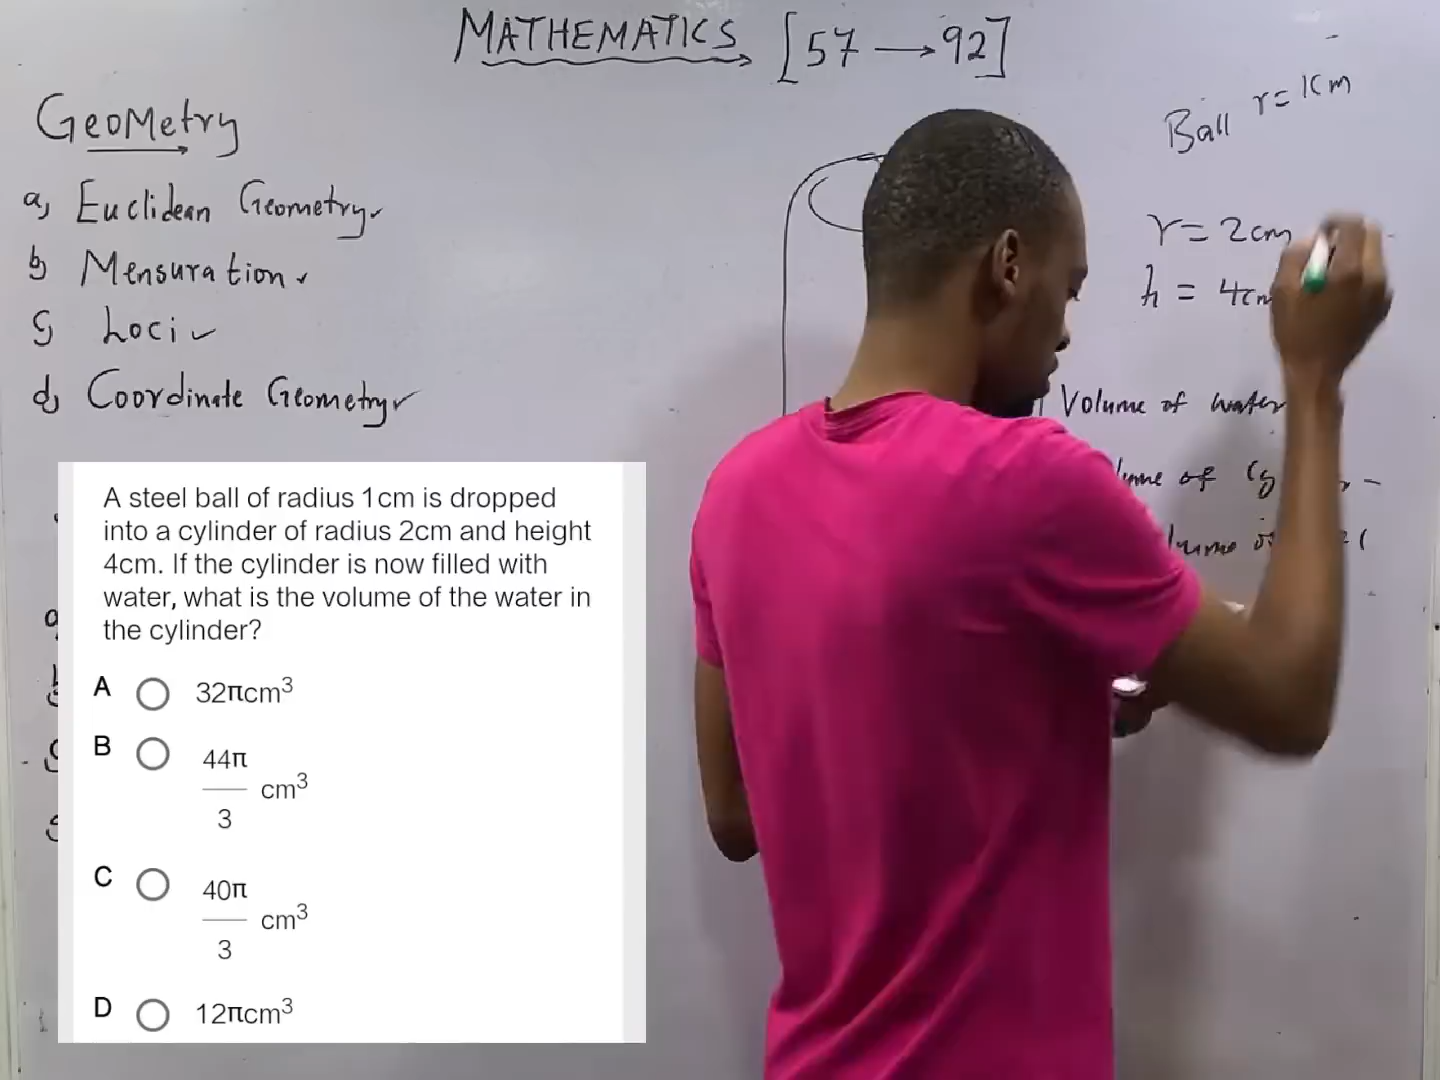 MATHEMATICS [57 → 92]
Geometry
a, Euclidean Geometry
b Mensuration
Loci
d, Coordinate Geometry
Ball r = 1cm
r = 2cm
h = 4cm
Volume of water
of
A steel ball of radius 1cm is dropped
into a cylinder of radius 2cm and height
4cm. If the cylinder is now filled with
water, what is the volume of the water in
the cylinder?
A 32πcm³
B 44π/3 cm³
C 40π/3 cm³
D 12πcm³